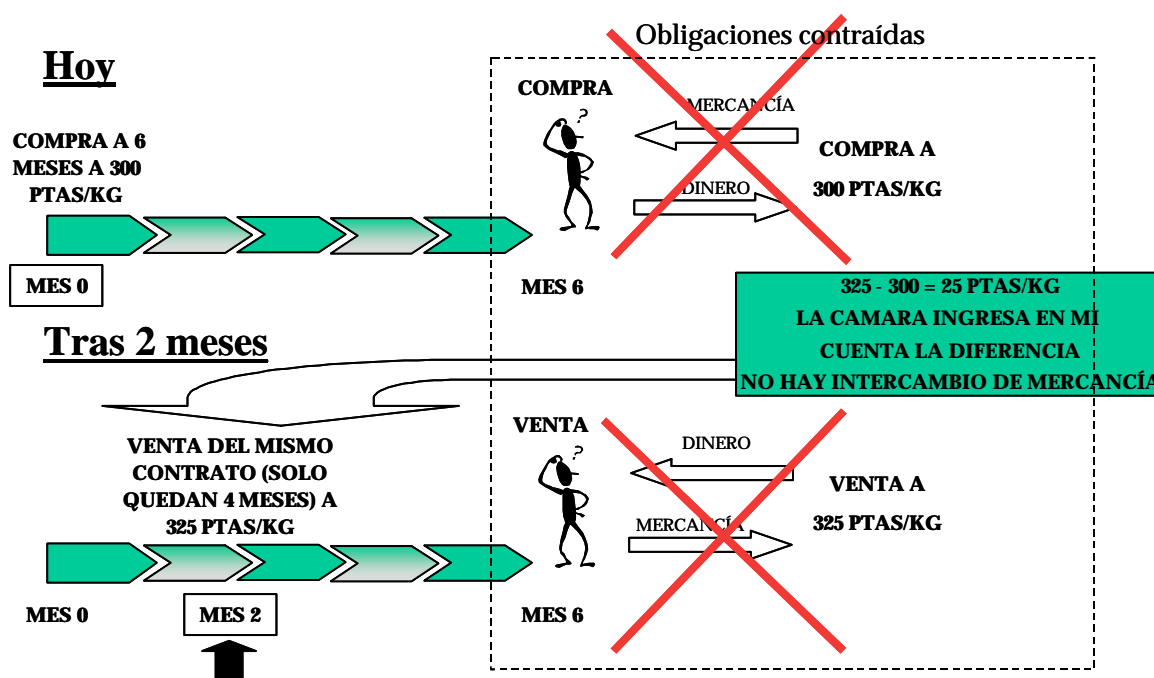 Obligaciones contraídas
Hoy
COMPRA
?
MERCANCÍA
COMPRA A 6
MESES A 300
PTAS/KG
COMPRA A
300 PTAS/KG
DINERO
MES 0
MES 6
325 - 300 = 25 PTAS/KG
LA CAMARA INGRESA EN MI
CUENTA LA DIFERENCIA
NO HAY INTERCAMBIO DE MERCANCÍA
Tras 2 meses
VENTA
?
DINERO
VENTA DEL MISMO
CONTRATO (SOLO
QUEDAN 4 MESES) A
325 PTAS/KG
VENTA A
325 PTAS/KG
MERCANCÍA
MES 0
MES 2
MES 6